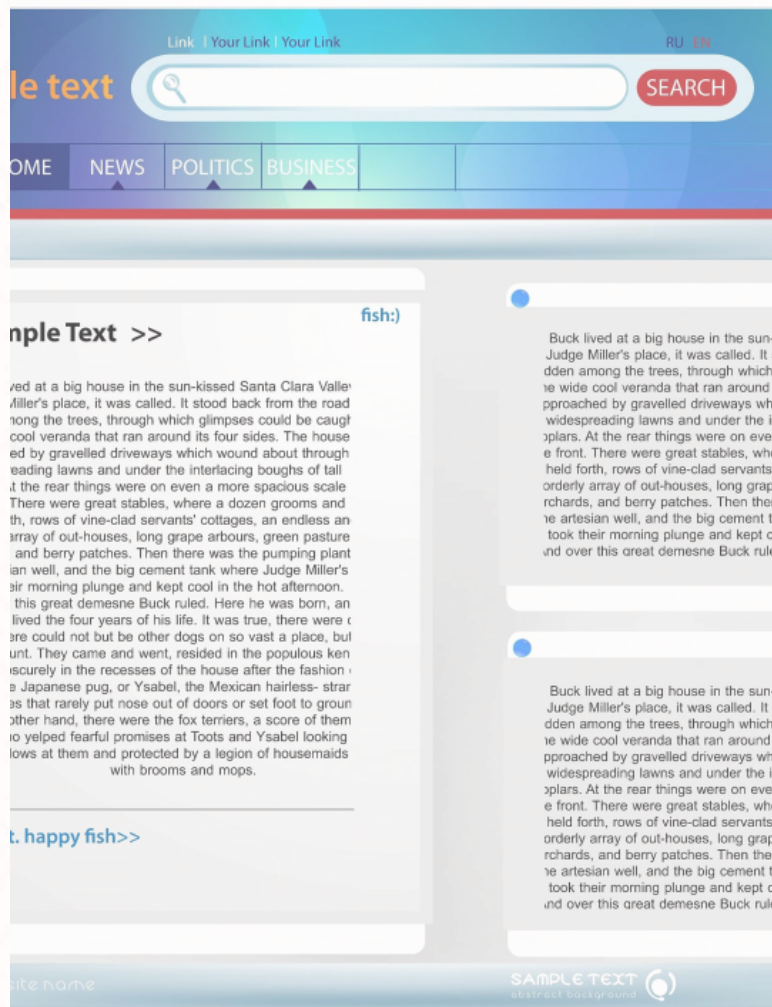 Link | Your Link | Your Link
RU EN
le text
SEARCH
OME NEWS POLITICS BUSINESS
fish:)
mple Text >>
ved at a big house in the sun-kissed Santa Clara Valley
Miller's place, it was called. It stood back from the road
mong the trees, through which glimpses could be caugh
cool veranda that ran around its four sides. The house
ed by gravelled driveways which wound about through
reading lawns and under the interlacing boughs of tall
t the rear things were on even a more spacious scale
There were great stables, where a dozen grooms and
th, rows of vine-clad servants' cottages, an endless an
array of out-houses, long grape arbours, green pasture
and berry patches. Then there was the pumping plant
ian well, and the big cement tank where Judge Miller's
eir morning plunge and kept cool in the hot afternoon.
this great demesne Buck ruled. Here he was born, an
lived the four years of his life. It was true, there were
ere could not but be other dogs on so vast a place, but
unt. They came and went, resided in the populous ken
scurely in the recesses of the house after the fashion
e Japanese pug, or Ysabel, the Mexican hairless- stran
es that rarely put nose out of doors or set foot to groun
other hand, there were the fox terriers, a score of them
o yelped fearful promises at Toots and Ysabel looking
lows at them and protected by a legion of housemaids
with brooms and mops.
t. happy fish>>
Buck lived at a big house in the sun-
Judge Miller's place, it was called. It
dden among the trees, through which
he wide cool veranda that ran around
pproached by gravelled driveways wh
widespreading lawns and under the i
oplars. At the rear things were on eve
e front. There were great stables, whe
held forth, rows of vine-clad servants
orderly array of out-houses, long grap
rchards, and berry patches. Then the
he artesian well, and the big cement t
took their morning plunge and kept c
And over this great demesne Buck rule
Buck lived at a big house in the sun-
Judge Miller's place, it was called. It
dden among the trees, through which
he wide cool veranda that ran around
pproached by gravelled driveways wh
widespreading lawns and under the i
oplars. At the rear things were on eve
e front. There were great stables, whe
held forth, rows of vine-clad servants
orderly array of out-houses, long grap
rchards, and berry patches. Then the
he artesian well, and the big cement t
took their morning plunge and kept c
And over this great demesne Buck rule
ite name
SAMPLE TEXT
abstract background